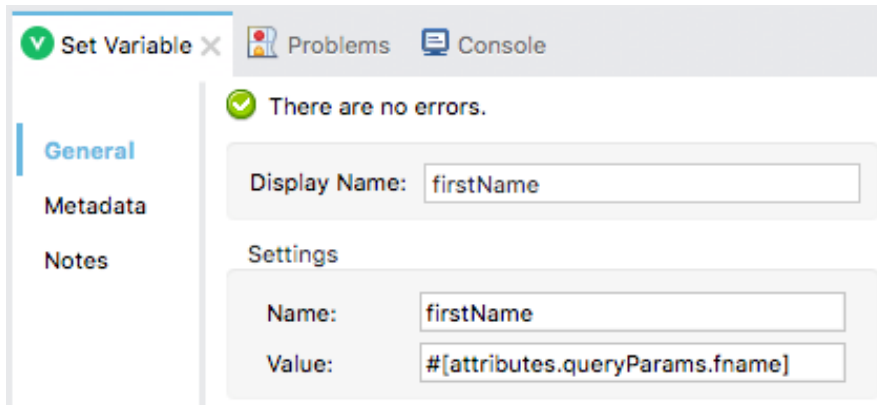 Set Variable Problems Console
There are no errors.
General
Display Name: firstName
Metadata
Notes
Settings
Name: firstName
Value: #[attributes.queryParams.fname]